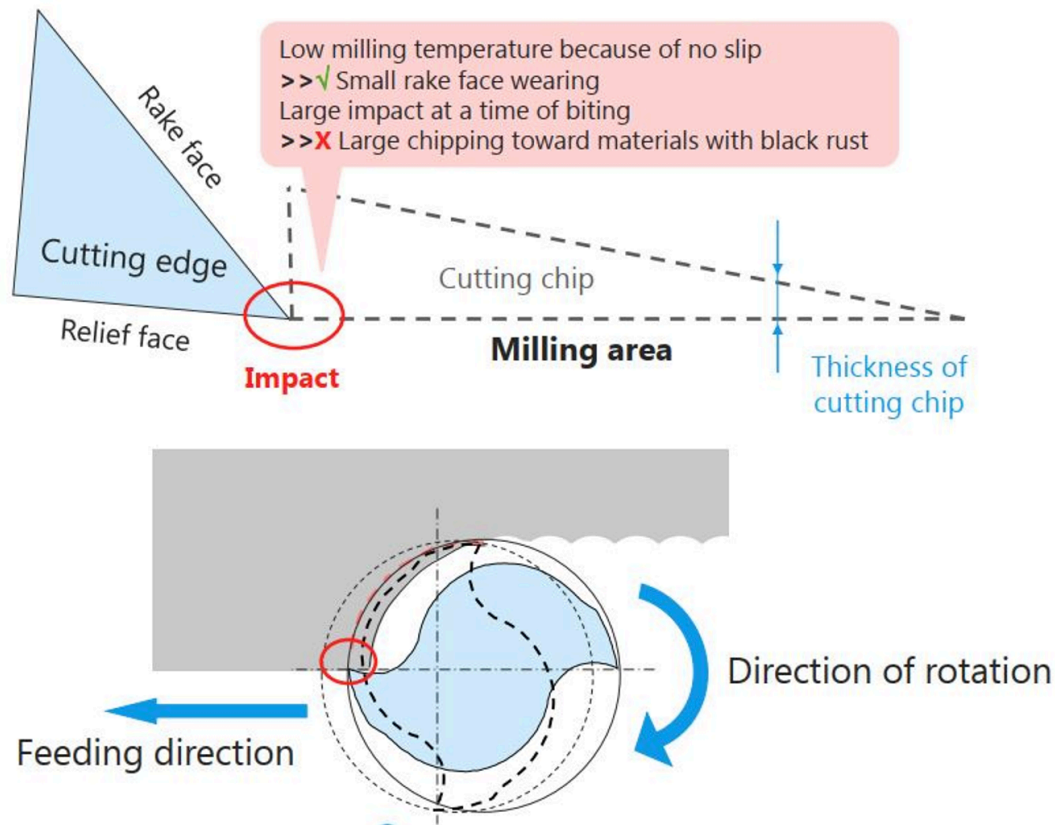 Low milling temperature because of no slip
>>√ Small rake face wearing
Large impact at a time of biting
>>X Large chipping toward materials with black rust
Rake face
Cutting edge
Relief face
Impact
Cutting chip
Milling area
Thickness of
cutting chip
Direction of rotation
Feeding direction